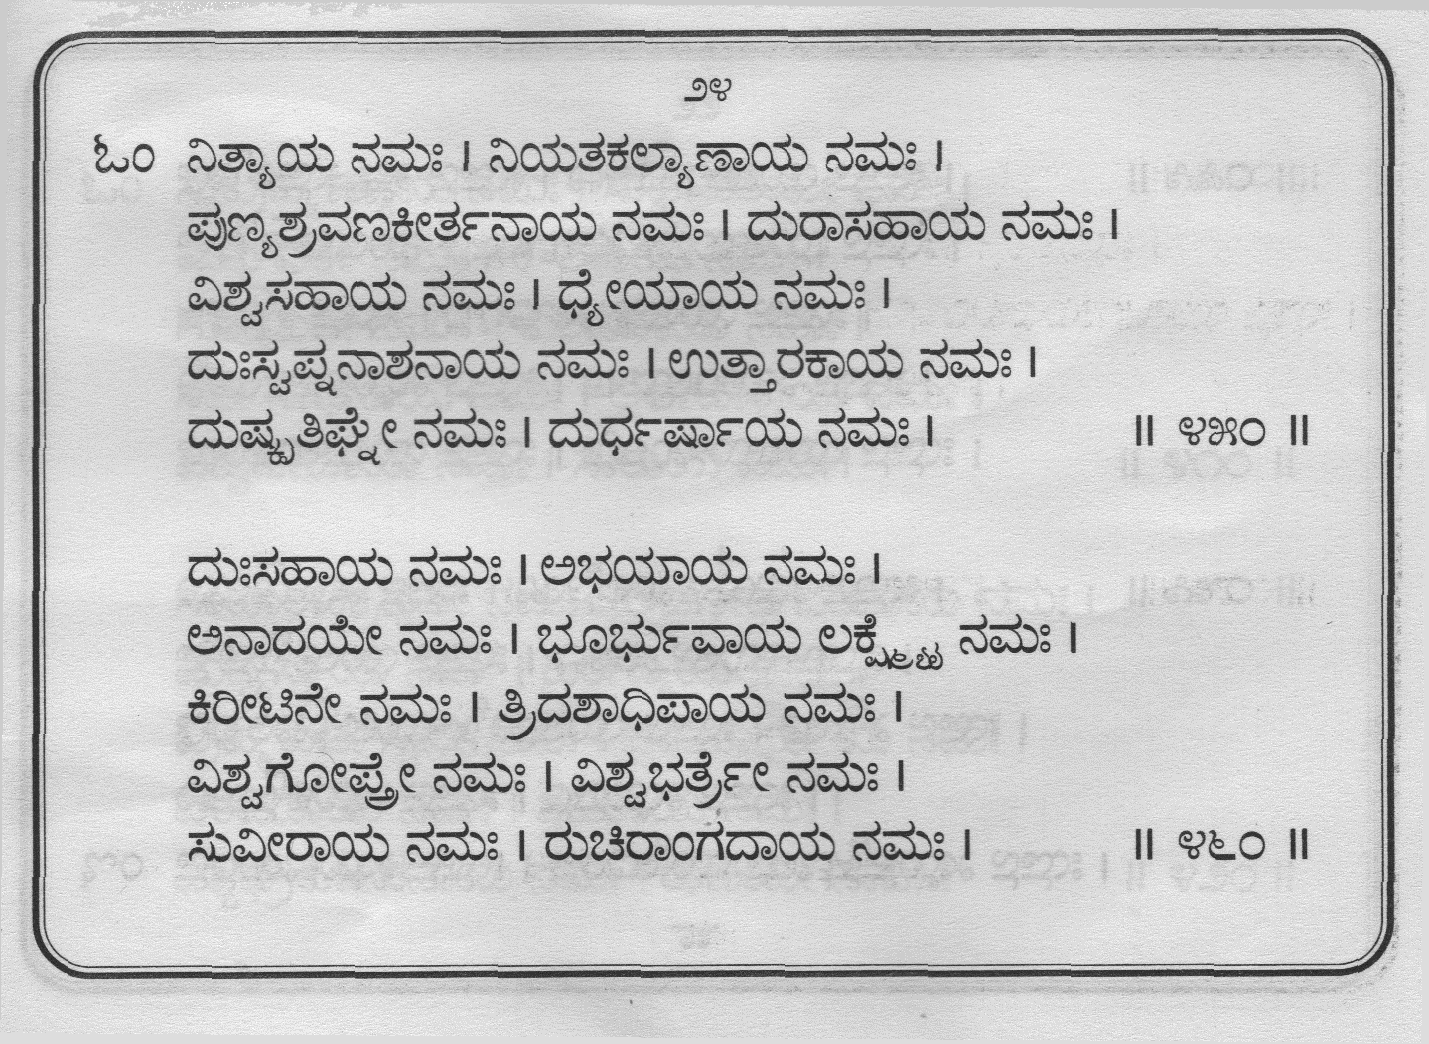 ೨೪
ಓಂ ನಿತ್ಯಾಯ ನಮಃ । ನಿಯತಕಲ್ಯಾಣಾಯ ನಮಃ ।
ಪುಣ್ಯಶ್ರವಣಕೀರ್ತನಾಯ ನಮಃ । ದುರಾಸಹಾಯ ನಮಃ ।
ವಿಶ್ವಸಹಾಯ ನಮಃ । ಧ್ಯೇಯಾಯ ನಮಃ ।
ದುಃಸ್ವಪ್ನನಾಶನಾಯ ನಮಃ । ಉತ್ತಾರಕಾಯ ನಮಃ ।
ದುಷ್ಕೃತಿಘ್ನೇ ನಮಃ । ದುರ್ಧರ್ಷಾಯ ನಮಃ । ॥ ೪೫೦ ॥
ದುಃಸಹಾಯ ನಮಃ । ಅಭಯಾಯ ನಮಃ ।
ಅನಾದಯೇ ನಮಃ । ಭೂರ್ಭುವಾಯ ಲಕ್ಷ್ಮ್ಯೈ ನಮಃ ।
ಕಿರೀಟಿನೇ ನಮಃ । ತ್ರಿದಶಾಧಿಪಾಯ ನಮಃ ।
ವಿಶ್ವಗೋಪ್ತ್ರೇ ನಮಃ । ವಿಶ್ವಭರ್ತ್ರೇ ನಮಃ ।
ಸುವೀರಾಯ ನಮಃ । ರುಚಿರಾಂಗದಾಯ ನಮಃ । ॥ ೪೬೦ ॥